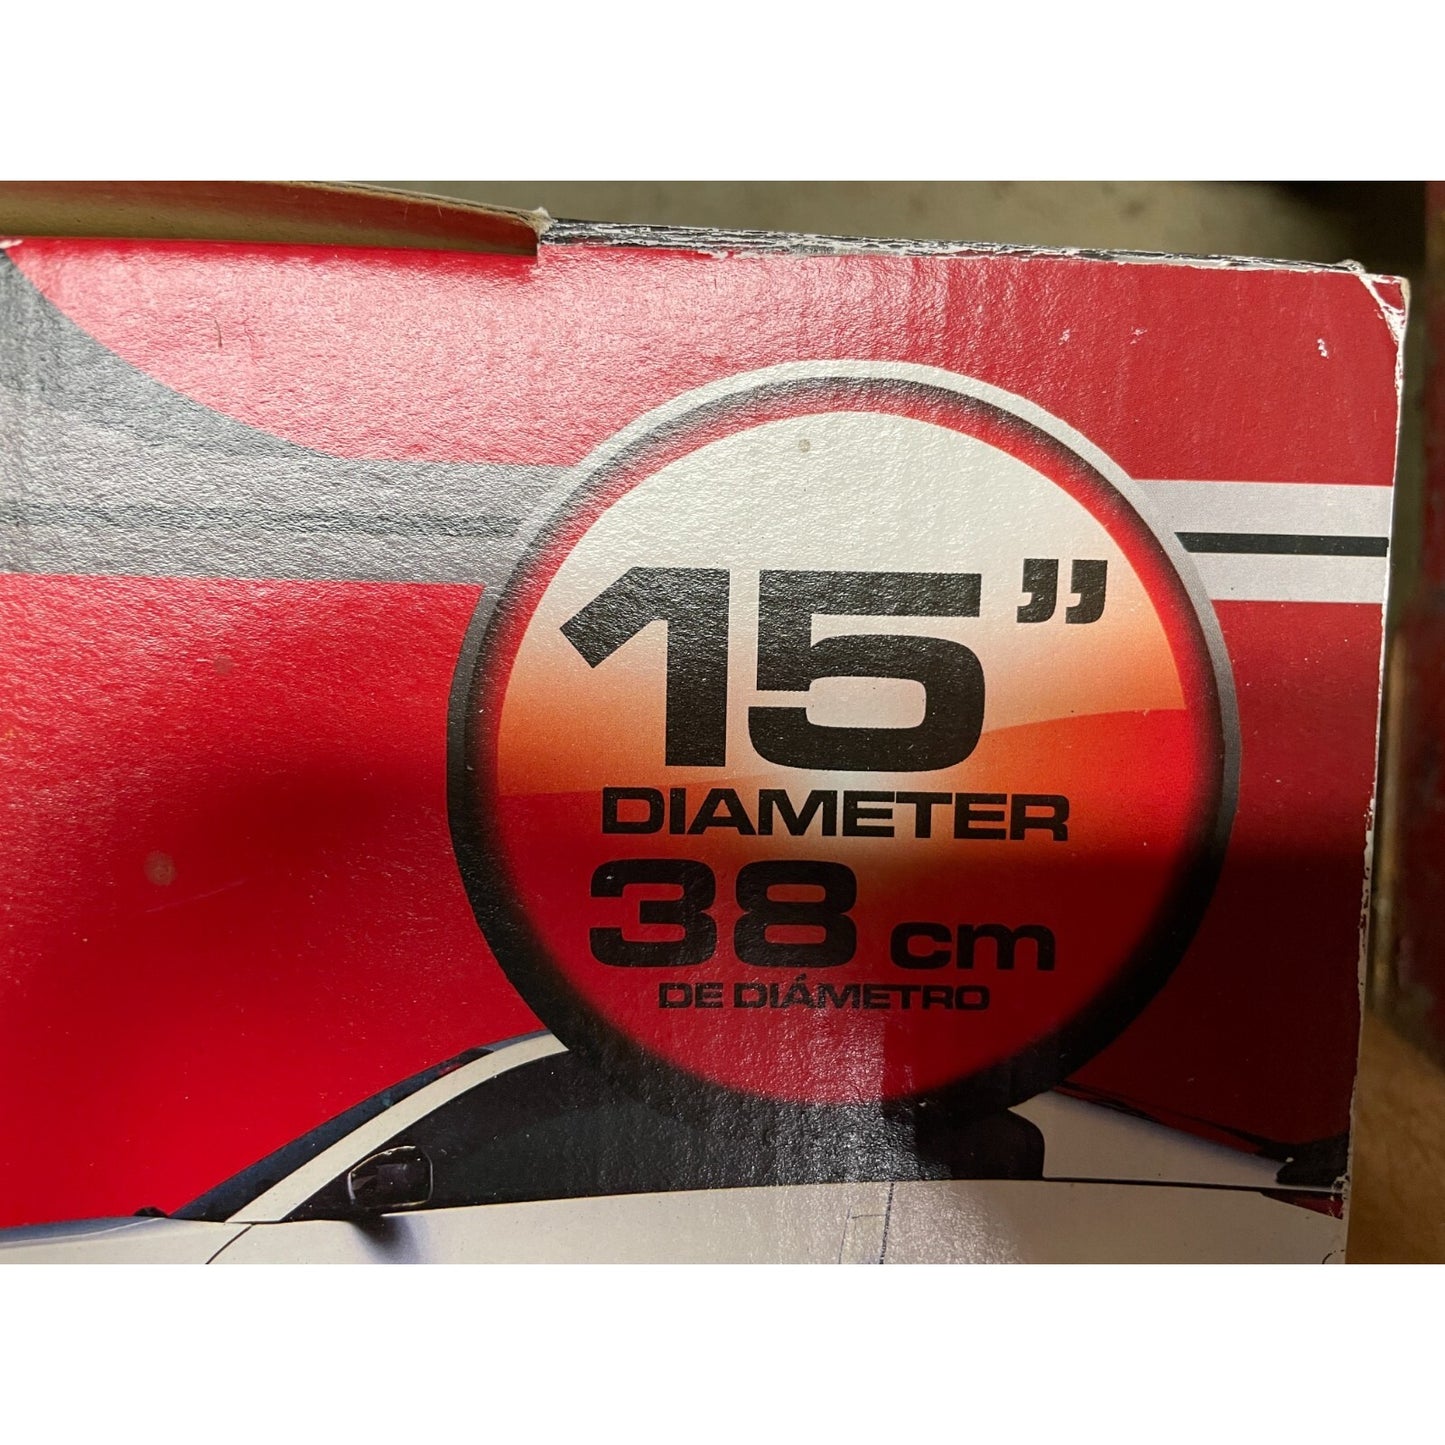 15”
DIAMETER
38 cm
DE DIÁMETRO